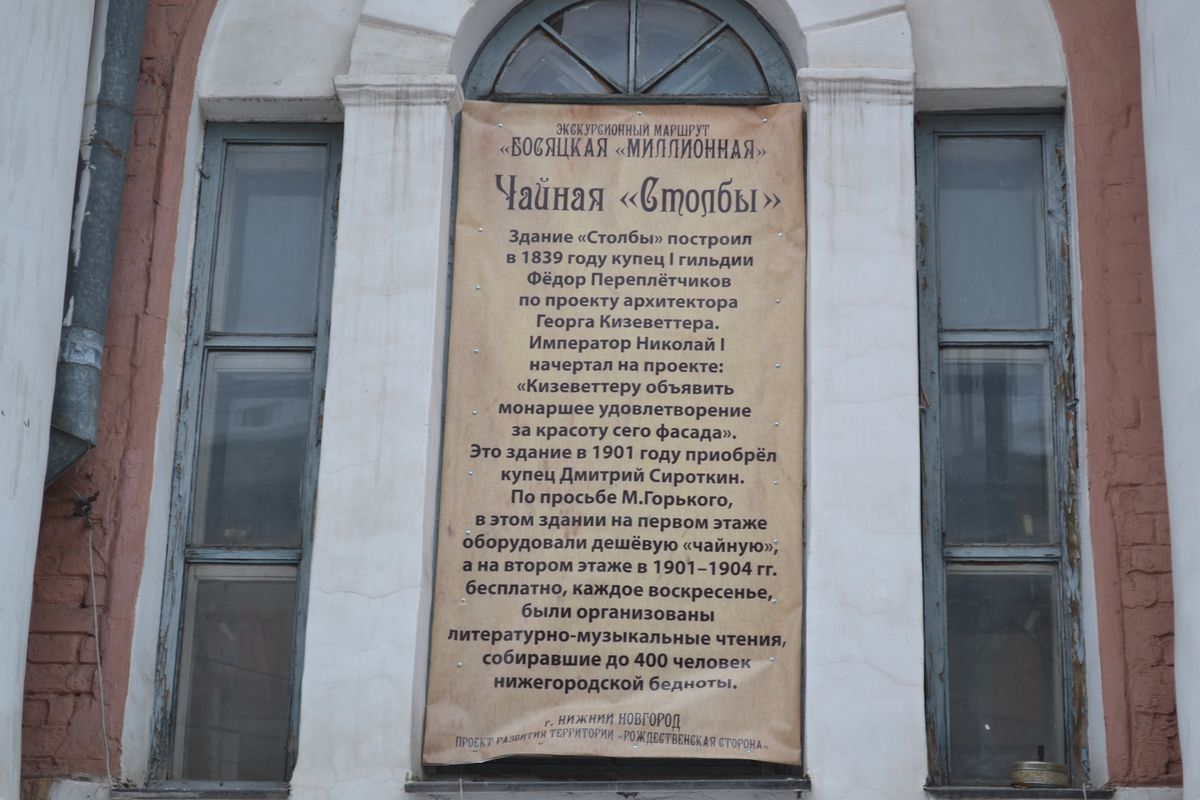 ЭКСКУРСИОННЫЙ МАРШРУТ
«БОСЯЦКАЯ «МИЛЛИОННАЯ»
Чайная «Столбы»
Здание «Столбы» построил
в 1839 году купец I гильдии
Фёдор Переплётчиков
по проекту архитектора
Георга Кизеветтера.
Император Николай I
начертал на проекте:
«Кизеветтеру объявить
монаршее удовлетворение
за красоту сего фасада».
Это здание в 1901 году приобрёл
купец Дмитрий Сироткин.
По просьбе М.Горького,
в этом здании на первом этаже
оборудовали дешёвую «чайную»,
а на втором этаже в 1901–1904 гг.
бесплатно, каждое воскресенье,
были организованы
литературно-музыкальные чтения,
собиравшие до 400 человек
нижегородской бедноты.
г. НИЖНИЙ НОВГОРОД
ПРОЕКТ РАЗВИТИЯ ТЕРРИТОРИИ «РОЖДЕСТВЕНСКАЯ СТОРОНА»